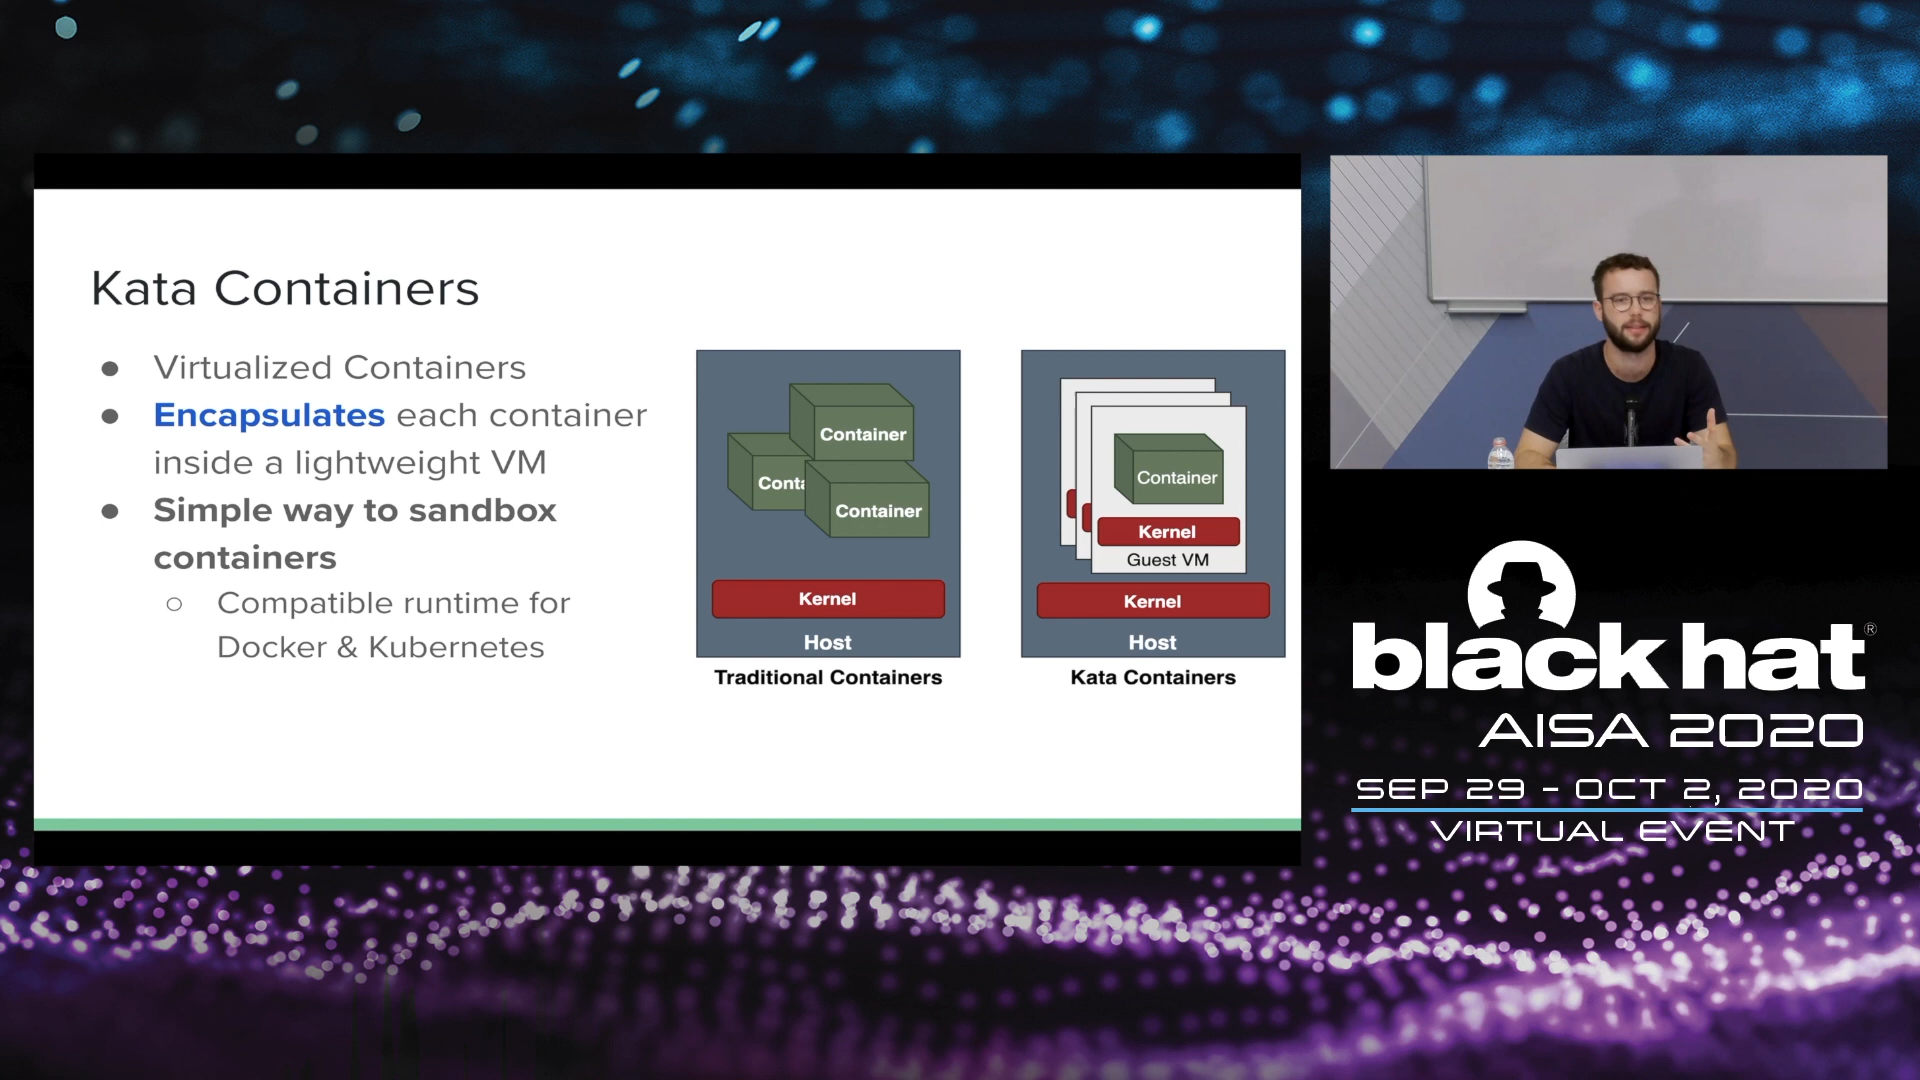 Kata Containers
● Virtualized Containers
● Encapsulates each container
inside a lightweight VM
● Simple way to sandbox
containers
○ Compatible runtime for
Docker & Kubernetes
Container
Conta
Container
Kernel
Host
Traditional Containers
Container
Kernel
Guest VM
Kernel
Host
Kata Containers
black hat®
AISA 2020
SEP 29 - OCT 2, 2020
VIRTUAL EVENT